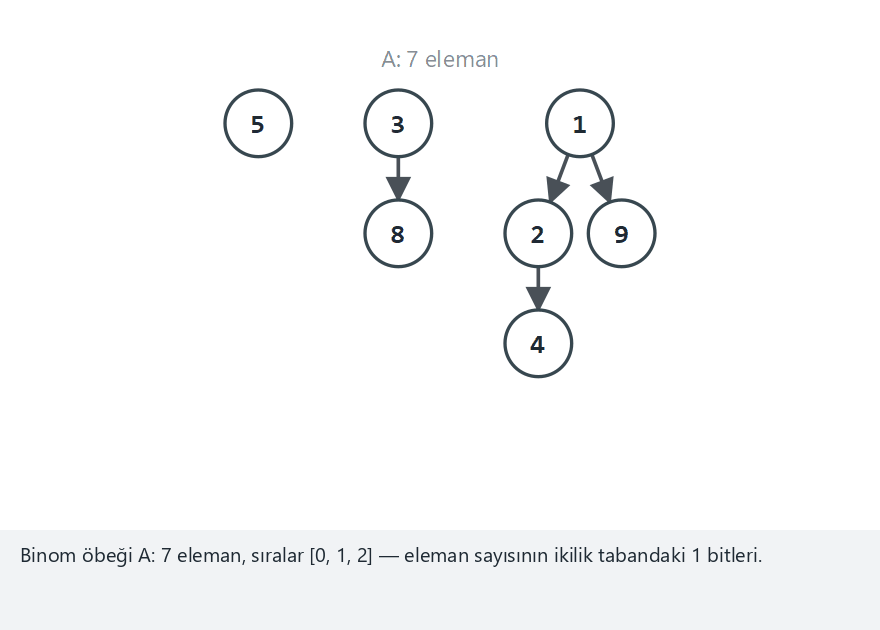 A: 7 eleman
5 3 1
8 2 9
4
Binom öbeği A: 7 eleman, sıralar [0, 1, 2] — eleman sayısının ikilik tabandaki 1 bitleri.